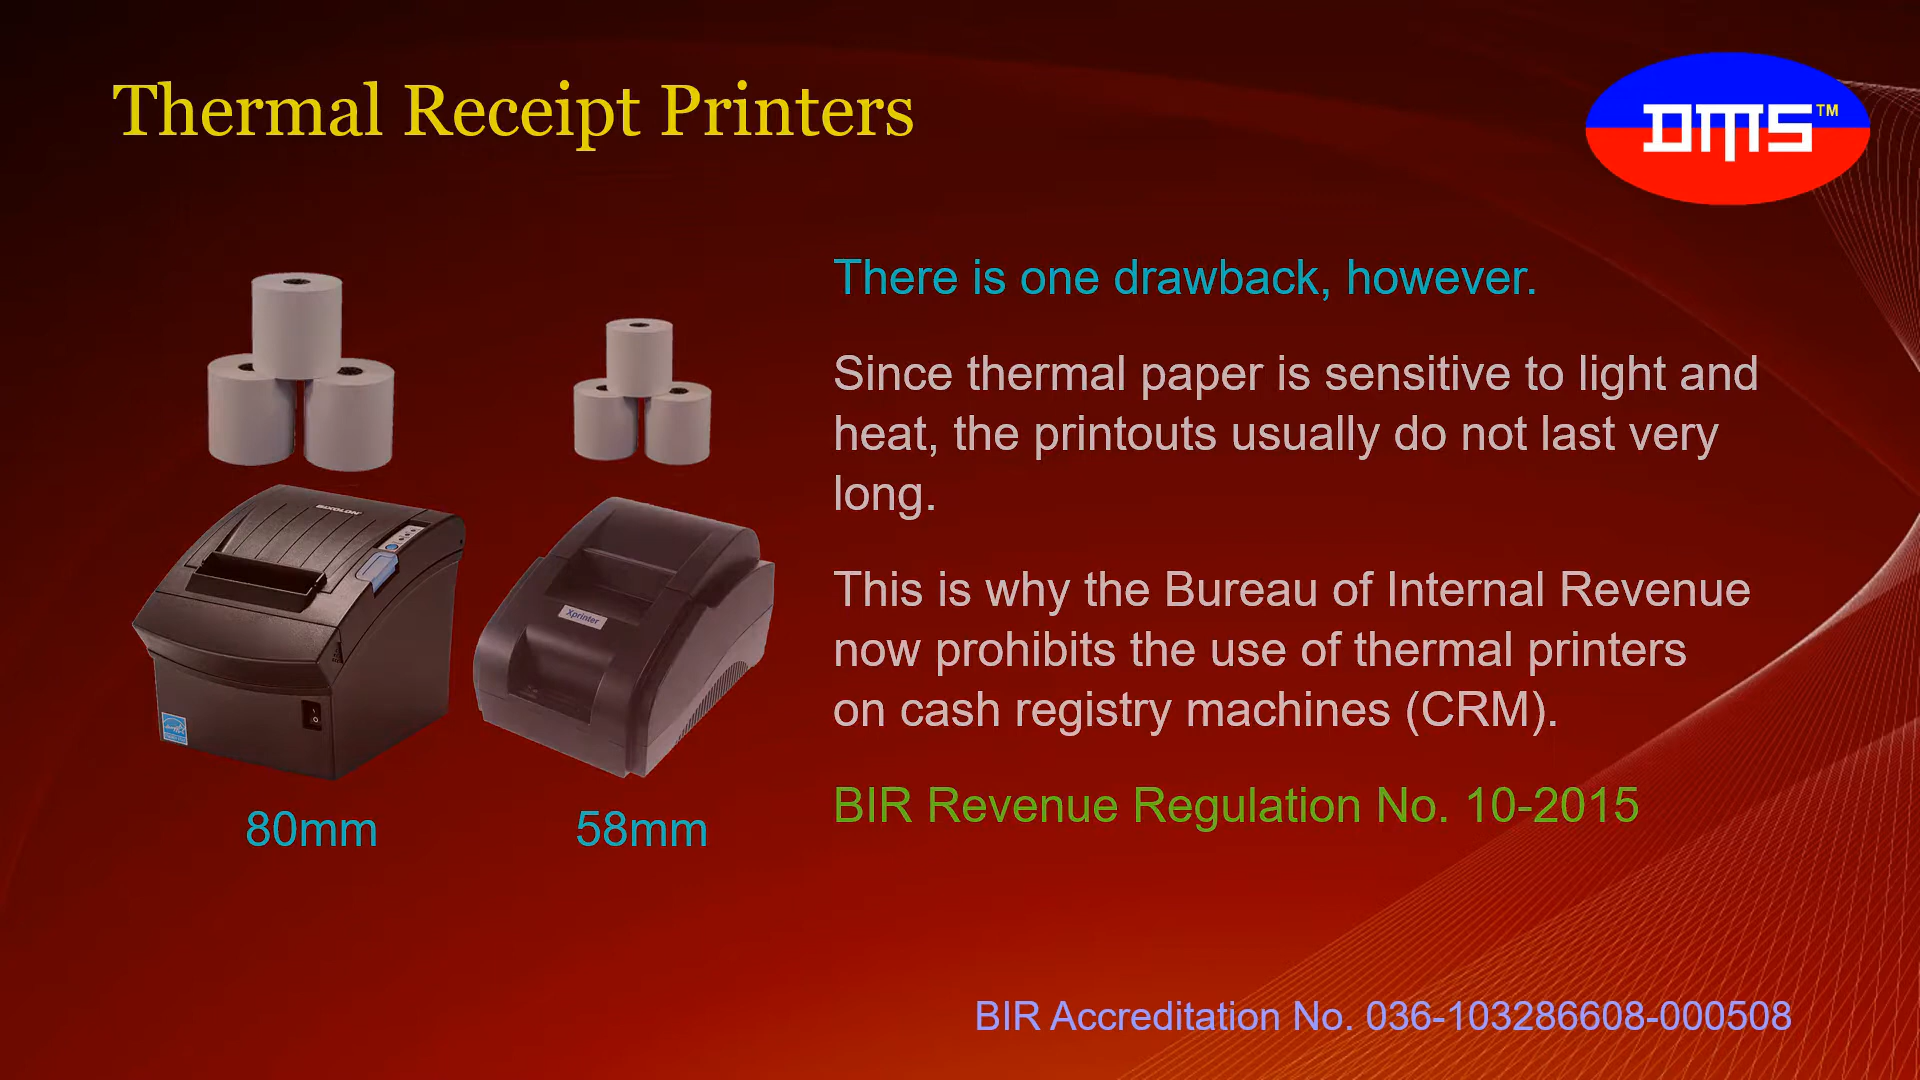 Thermal Receipt Printers
DMS™
There is one drawback, however.
Since thermal paper is sensitive to light and
heat, the printouts usually do not last very
long.
This is why the Bureau of Internal Revenue
now prohibits the use of thermal printers
on cash registry machines (CRM).
BIR Revenue Regulation No. 10-2015
BIXOLON
Xprinter
80mm
58mm
BIR Accreditation No. 036-103286608-000508